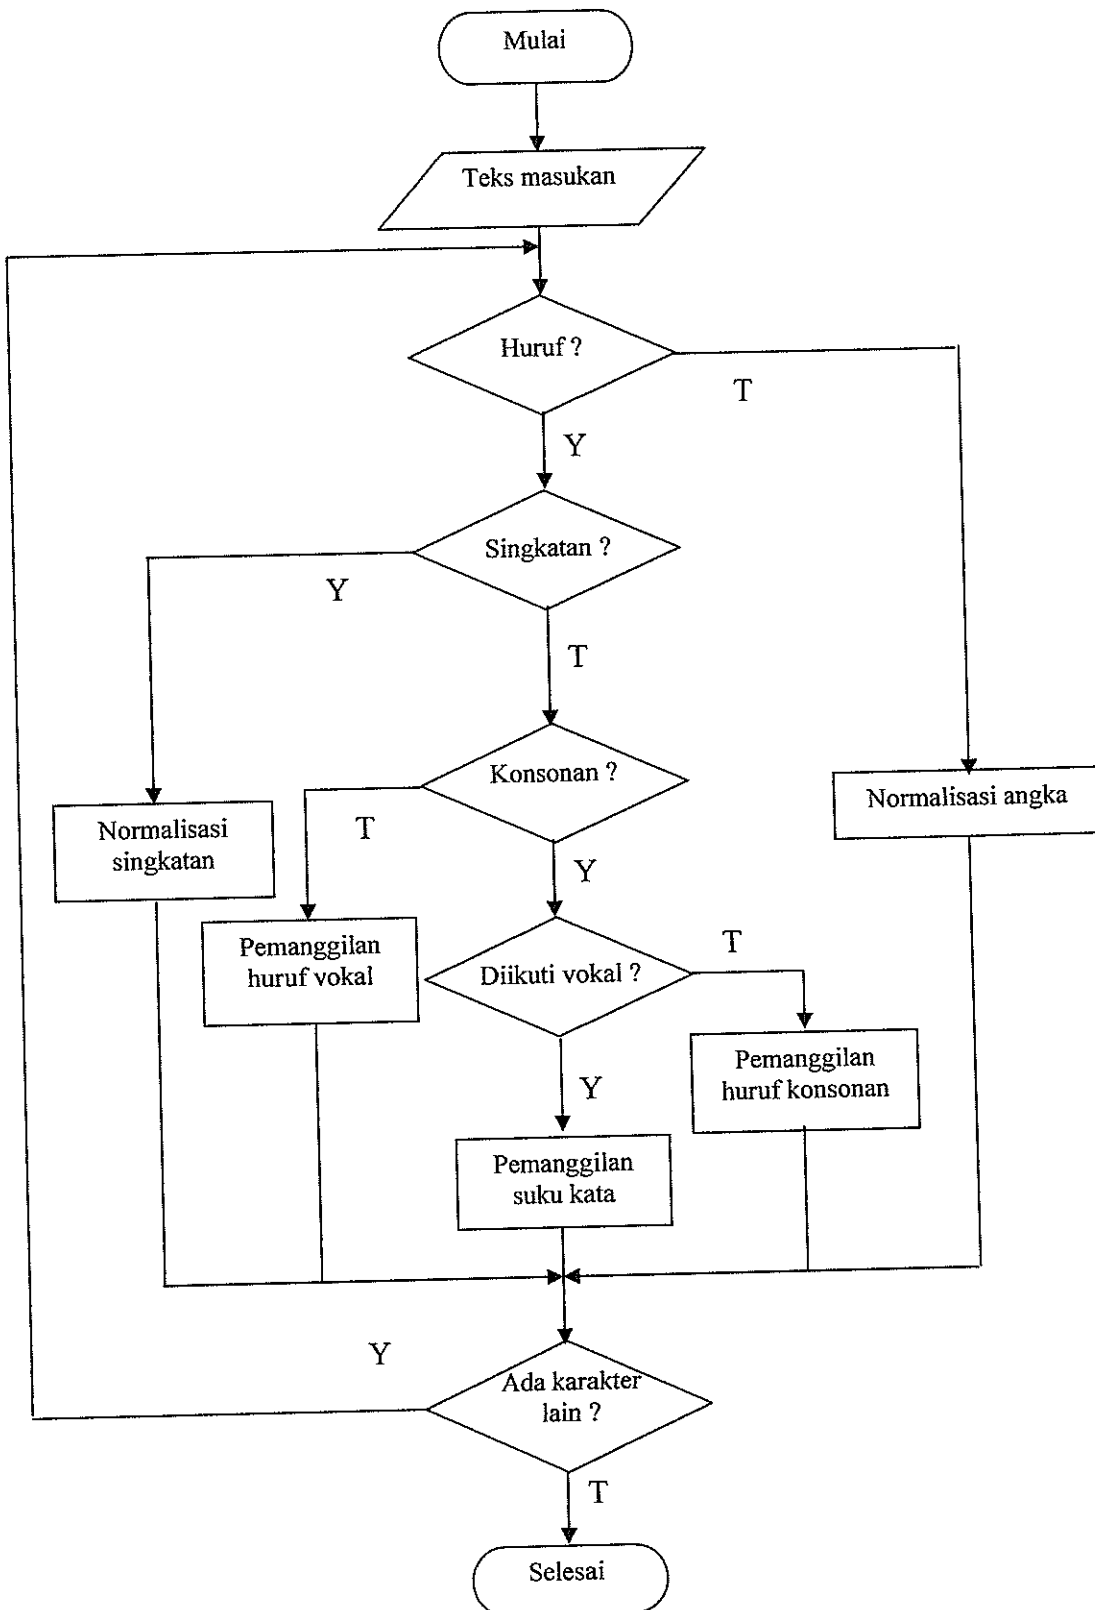 Mulai
Teks masukan
Huruf ?
T
Y
Singkatan ?
Y
T
Konsonan ?
T
Y
Normalisasi angka
Normalisasi
singkatan
Pemanggilan
huruf vokal
Diikuti vokal ?
T
Y
Pemanggilan
huruf konsonan
Pemanggilan
suku kata
Y
Ada karakter
lain ?
T
Selesai